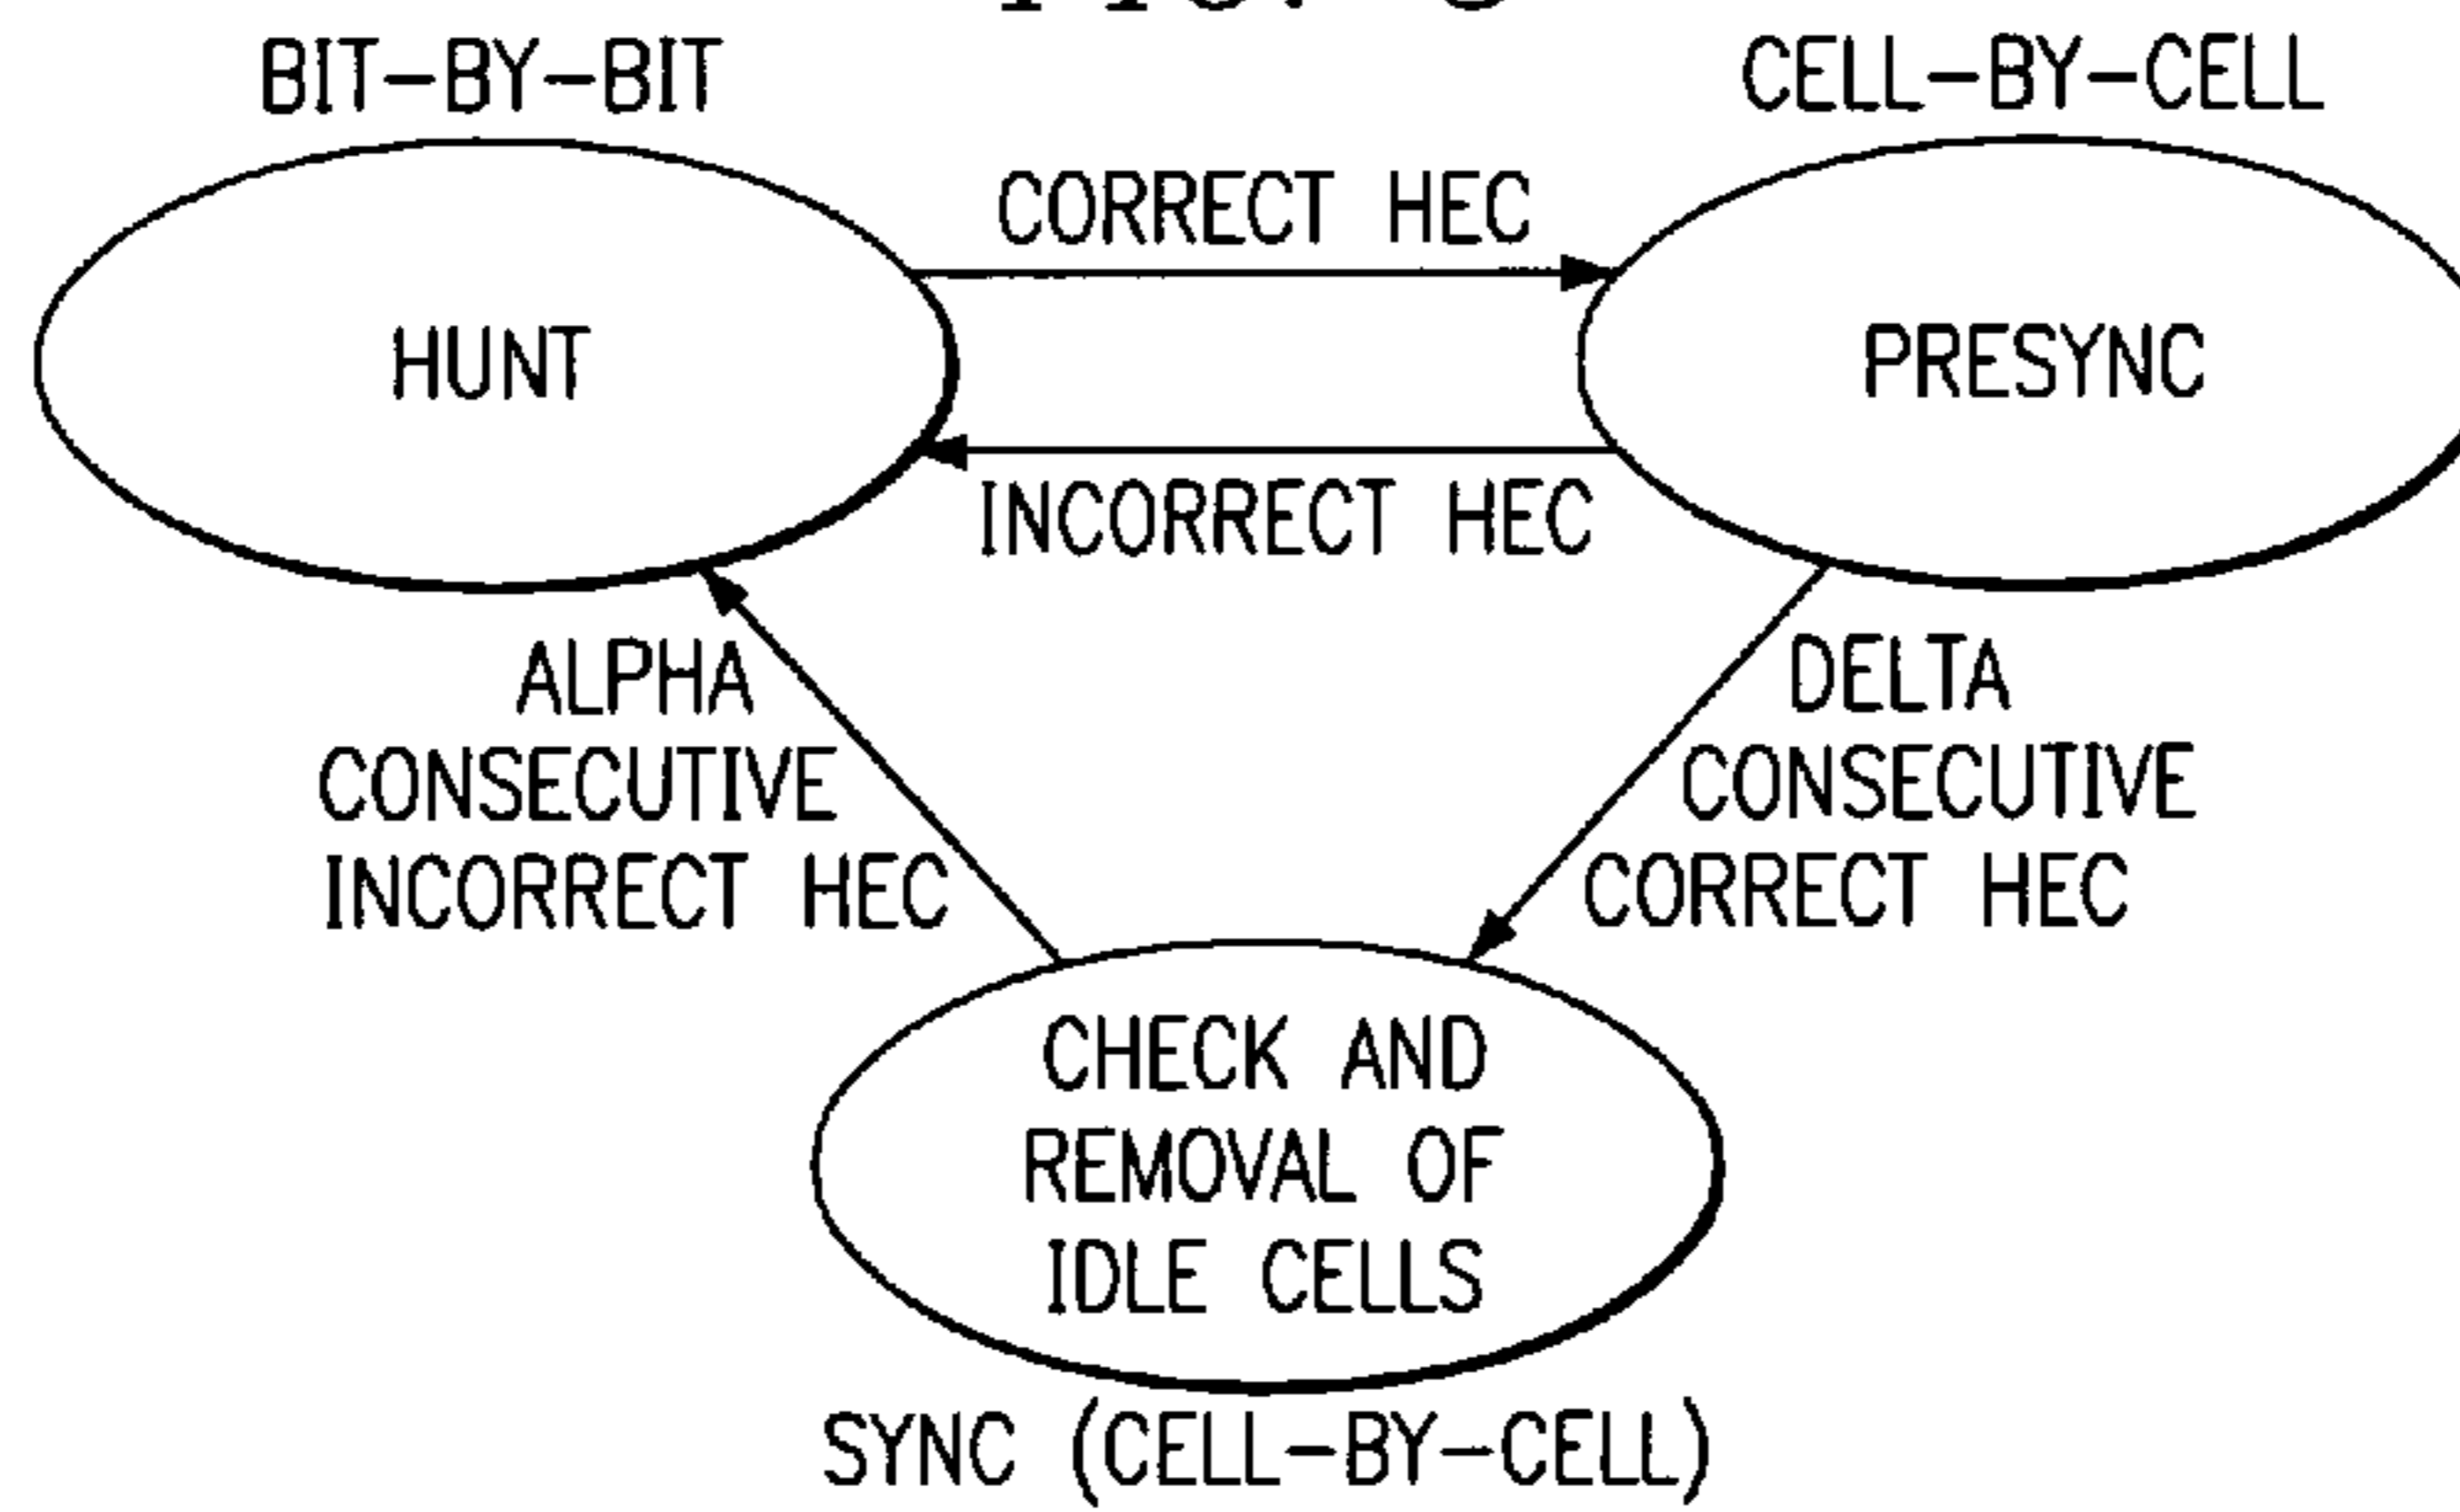 BIT-BY-BIT
CELL-BY-CELL
CORRECT HEC
HUNT
PRESYNC
INCORRECT HEC
ALPHA
CONSECUTIVE
INCORRECT HEC
DELTA
CONSECUTIVE
CORRECT HEC
CHECK AND
REMOVAL OF
IDLE CELLS
SYNC (CELL-BY-CELL)